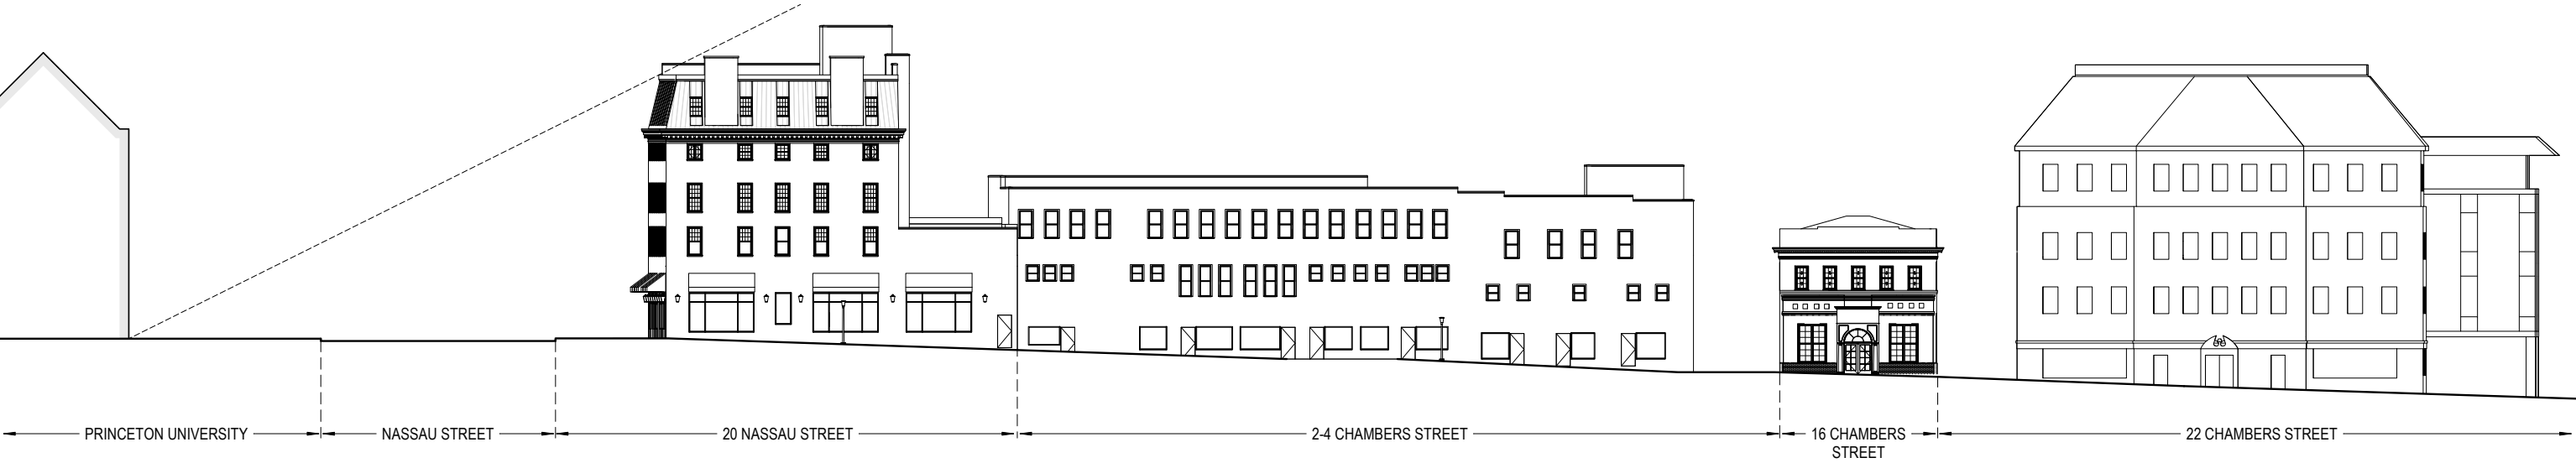 PRINCETON UNIVERSITY
NASSAU STREET
20 NASSAU STREET
2-4 CHAMBERS STREET
16 CHAMBERS
STREET
22 CHAMBERS STREET